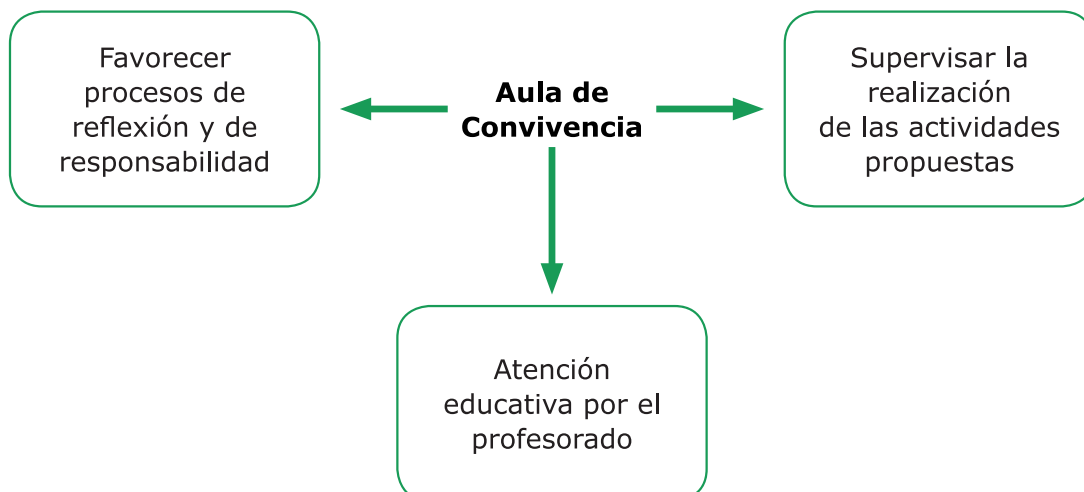 Favorecer
procesos de
reflexión y de
responsabilidad
Aula de
Convivencia
Supervisar la
realización
de las actividades
propuestas
Atención
educativa por el
profesorado